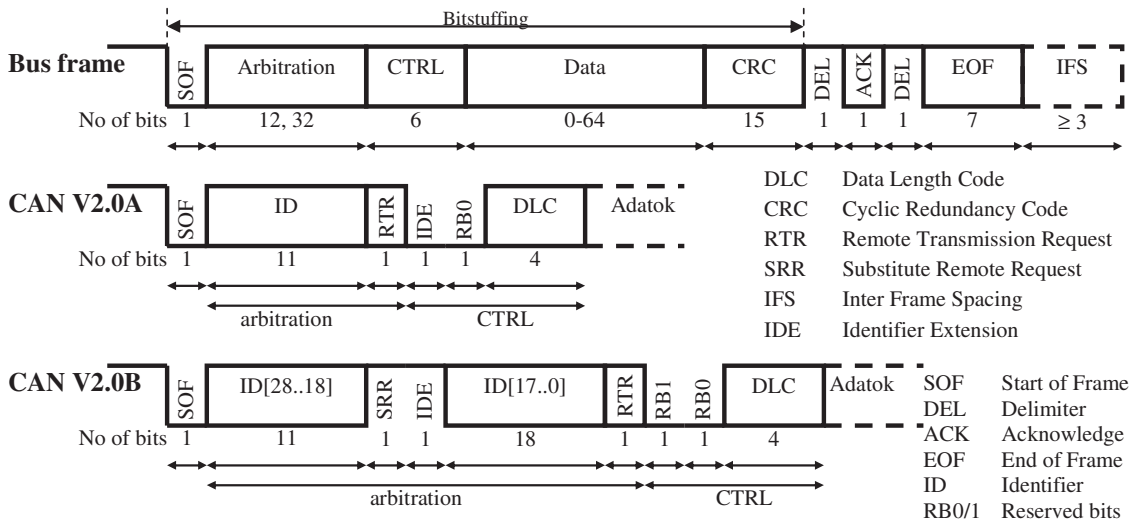 Bitstuffing
Bus frame SOF Arbitration CTRL Data CRC DEL ACK DEL EOF IFS
No of bits 1 12, 32 6 0-64 15 1 1 1 7 ≥ 3
CAN V2.0A SOF ID RTR IDE RB0 DLC Adatok
No of bits 1 11 1 1 1 4
arbitration CTRL
DLC Data Length Code
CRC Cyclic Redundancy Code
RTR Remote Transmission Request
SRR Substitute Remote Request
IFS Inter Frame Spacing
IDE Identifier Extension
CAN V2.0B SOF ID[28..18] SRR IDE ID[17..0] RTR RB1 RB0 DLC Adatok
No of bits 1 11 1 1 18 1 1 1 4
arbitration CTRL
SOF Start of Frame
DEL Delimiter
ACK Acknowledge
EOF End of Frame
ID Identifier
RB0/1 Reserved bits